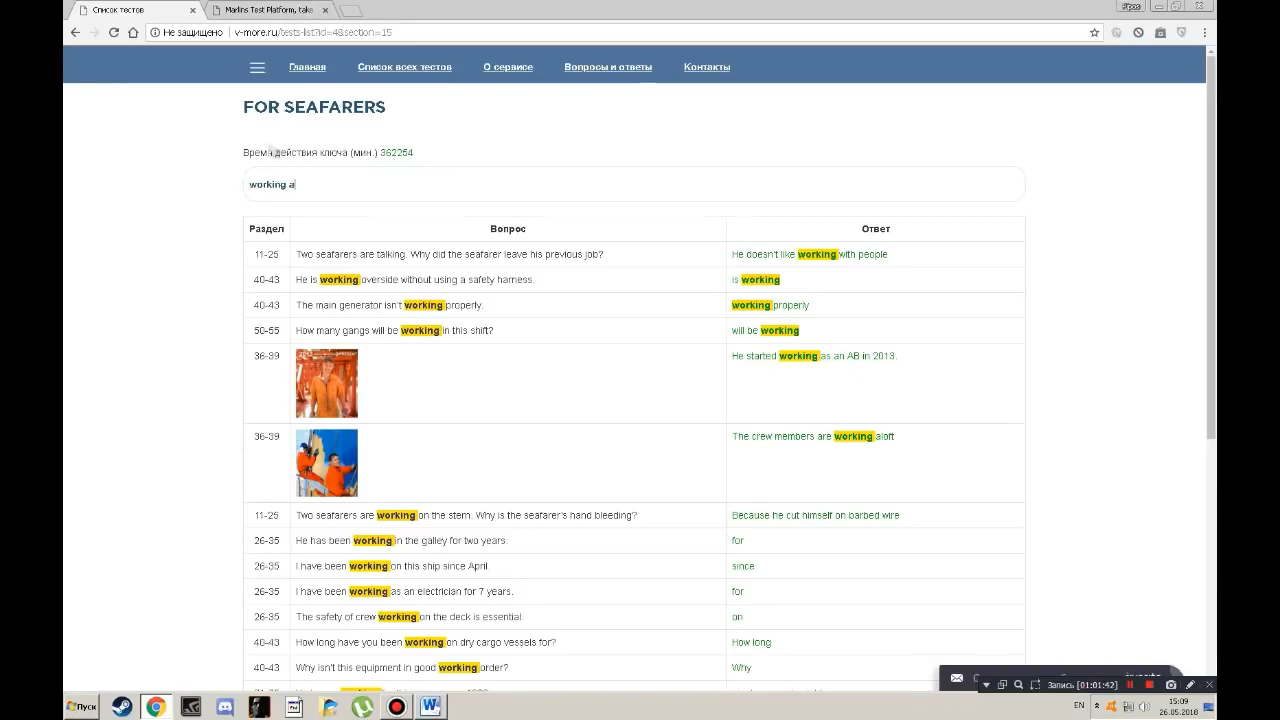 Список тестов
Marlins Test Platform, take
Не защищено
v-more.ru/tests-list?id=4&section=15
Главная
Список всех тестов
О сервисе
Вопросы и ответы
Контакты
FOR SEAFARERS
Время действия ключа (мин.) 362254
working a
Раздел Вопрос Ответ
11-25 Two seafarers are talking. Why did the seafarer leave his previous job? He doesn't like working with people
40-43 He is working overside without using a safety harness. is working
40-43 The main generator isn't working properly. working properly
50-55 How many gangs will be working in this shift? will be working
36-39 He started working as an AB in 2013.
36-39 The crew members are working aloft
11-25 Two seafarers are working on the stern. Why is the seafarer's hand bleeding? Because he cut himself on barbed wire
26-35 He has been working in the galley for two years. for
26-35 I have been working on this ship since April. since
26-35 I have been working as an electrician for 7 years. for
26-35 The safety of crew working on the deck is essential. on
40-43 How long have you been working on dry cargo vessels for? How long
40-43 Why isn't this equipment in good working order? Why
Запись [01:01:42]
Пуск
EN
15:09
26.05.2018